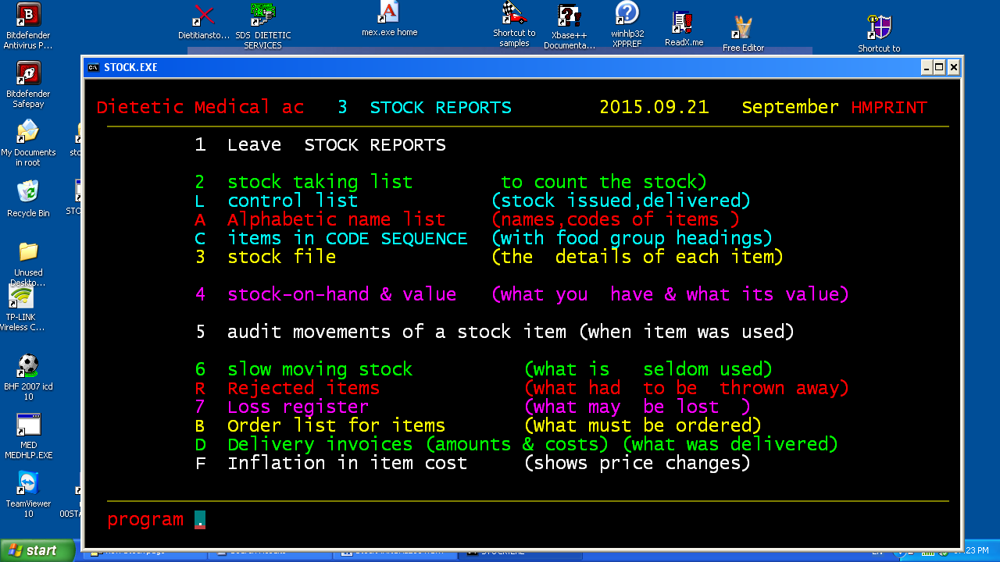 Bitdefender
Antivirus P...
Dietitiansto...
SDS DIETETIC
SERVICES
mex.exe home
Shortcut to
samples
Xbase++
Documenta...
winhlp32
XPPREF
ReadX.me
Free Editor
Shortcut to
Bitdefender
Safepay
My Documents
in root
Recycle Bin
Unused
Deskto...
TP-LINK
Wireless C...
BHF 2007 icd
10
MED
MEDHLP.EXE
TeamViewer
10
STOCK.EXE
Dietetic Medical ac 3 STOCK REPORTS 2015.09.21 September HMPRINT
1 Leave STOCK REPORTS
2 stock taking list to count the stock)
L control list (stock issued,delivered)
A Alphabetic name list (names,codes of items )
C items in CODE SEQUENCE (with food group headings)
3 stock file (the details of each item)
4 stock-on-hand & value (what you have & what its value)
5 audit movements of a stock item (when item was used)
6 slow moving stock (what is seldom used)
R Rejected items (what had to be thrown away)
7 Loss register (what may be lost )
B Order list for items (what must be ordered)
D Delivery invoices (amounts & costs) (what was delivered)
F Inflation in item cost (shows price changes)
program .
start